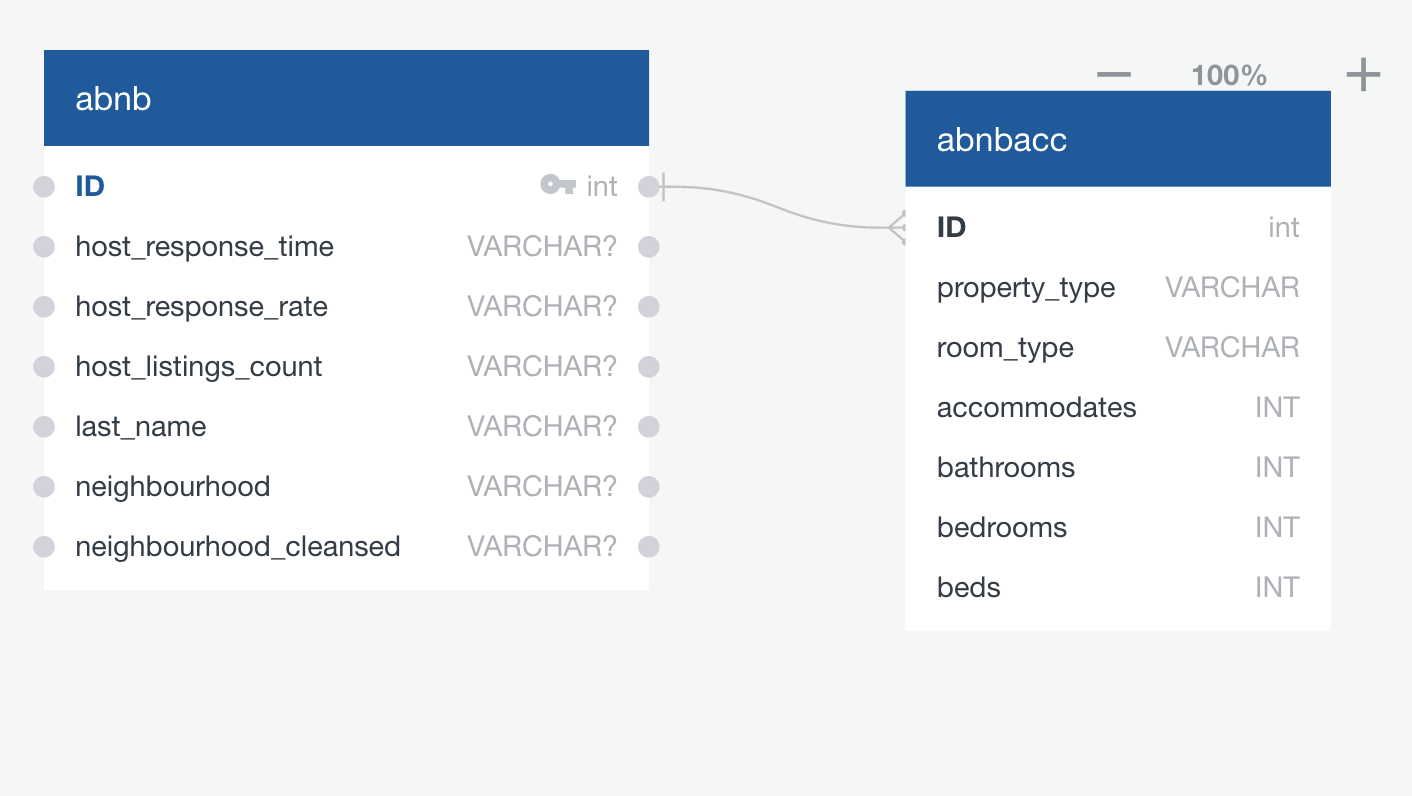 abnb
ID int
host_response_time VARCHAR?
host_response_rate VARCHAR?
host_listings_count VARCHAR?
last_name VARCHAR?
neighbourhood VARCHAR?
neighbourhood_cleansed VARCHAR?
100%
abnbacc
ID int
property_type VARCHAR
room_type VARCHAR
accommodates INT
bathrooms INT
bedrooms INT
beds INT